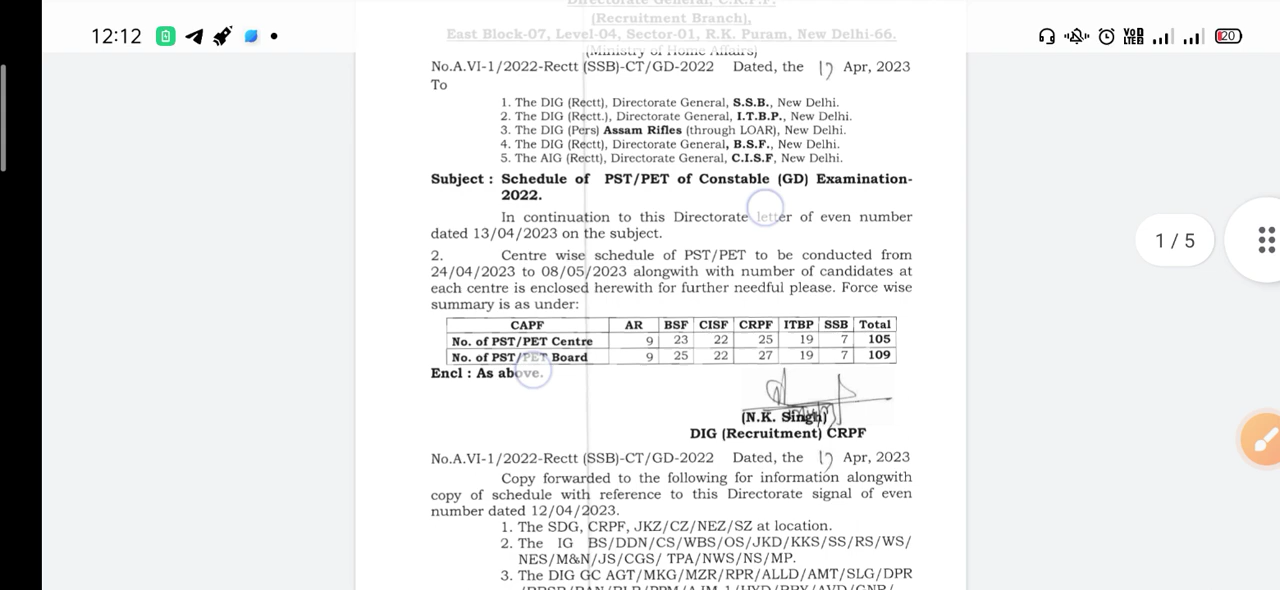 12:12
VoD LTE
20
Directorate General, C.R.P.F.
(Recruitment Branch),
East Block-07, Level-04, Sector-01, R.K. Puram, New Delhi-66.
(Ministry of Home Affairs)
No.A.VI-1/2022-Rectt (SSB)-CT/GD-2022 Dated, the 17 Apr, 2023
To
1. The DIG (Rectt), Directorate General, S.S.B., New Delhi.
2. The DIG (Rectt.), Directorate General, I.T.B.P., New Delhi.
3. The DIG (Pers) Assam Rifles (through LOAR), New Delhi.
4. The DIG (Rectt), Directorate General, B.S.F., New Delhi.
5. The AIG (Rectt), Directorate General, C.I.S.F, New Delhi.
Subject : Schedule of PST/PET of Constable (GD) Examination-
2022.
In continuation to this Directorate letter of even number
dated 13/04/2023 on the subject.
1 / 5
2. Centre wise schedule of PST/PET to be conducted from
24/04/2023 to 08/05/2023 alongwith with number of candidates at
each centre is enclosed herewith for further needful please. Force wise
summary is as under:
CAPF AR BSF CISF CRPF ITBP SSB Total
No. of PST/PET Centre 9 23 22 25 19 7 105
No. of PST/PET Board 9 25 22 27 19 7 109
Encl : As above.
(N.K. Singh)
DIG (Recruitment) CRPF
No.A.VI-1/2022-Rectt (SSB)-CT/GD-2022 Dated, the 17 Apr, 2023
Copy forwarded to the following for information alongwith
copy of schedule with reference to this Directorate signal of even
number dated 12/04/2023.
1. The SDG, CRPF, JKZ/CZ/NEZ/SZ at location.
2. The IG BS/DDN/CS/WBS/OS/JKD/KKS/SS/RS/WS/
NES/M&N/JS/CGS/ TPA/NWS/NS/MP.
3. The DIG GC AGT/MKG/MZR/RPR/ALLD/AMT/SLG/DPR